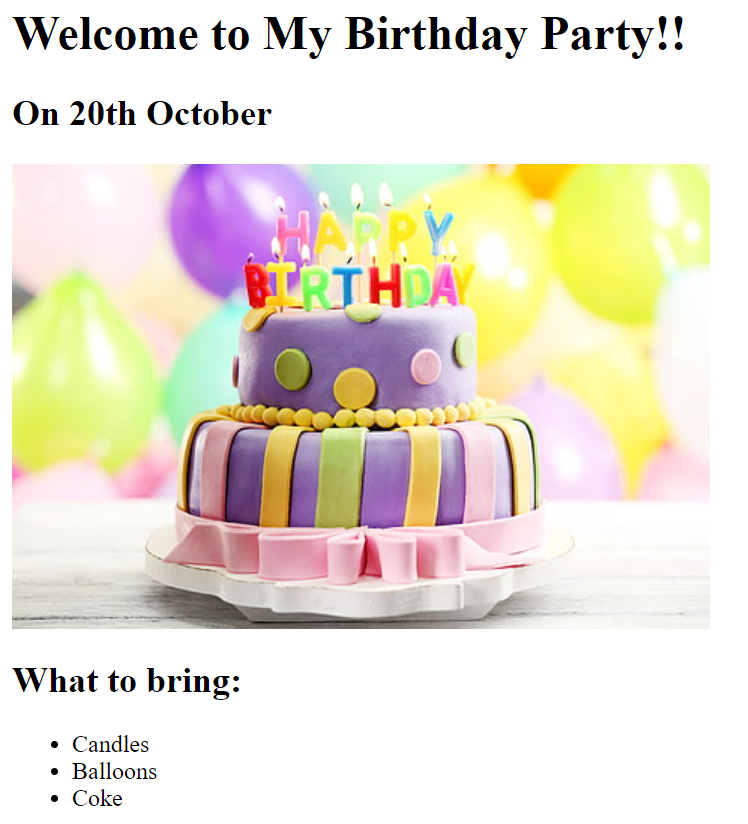 Welcome to My Birthday Party!!
On 20th October
HAPPY
BIRTHDAY
What to bring:
Candles
Balloons
Coke